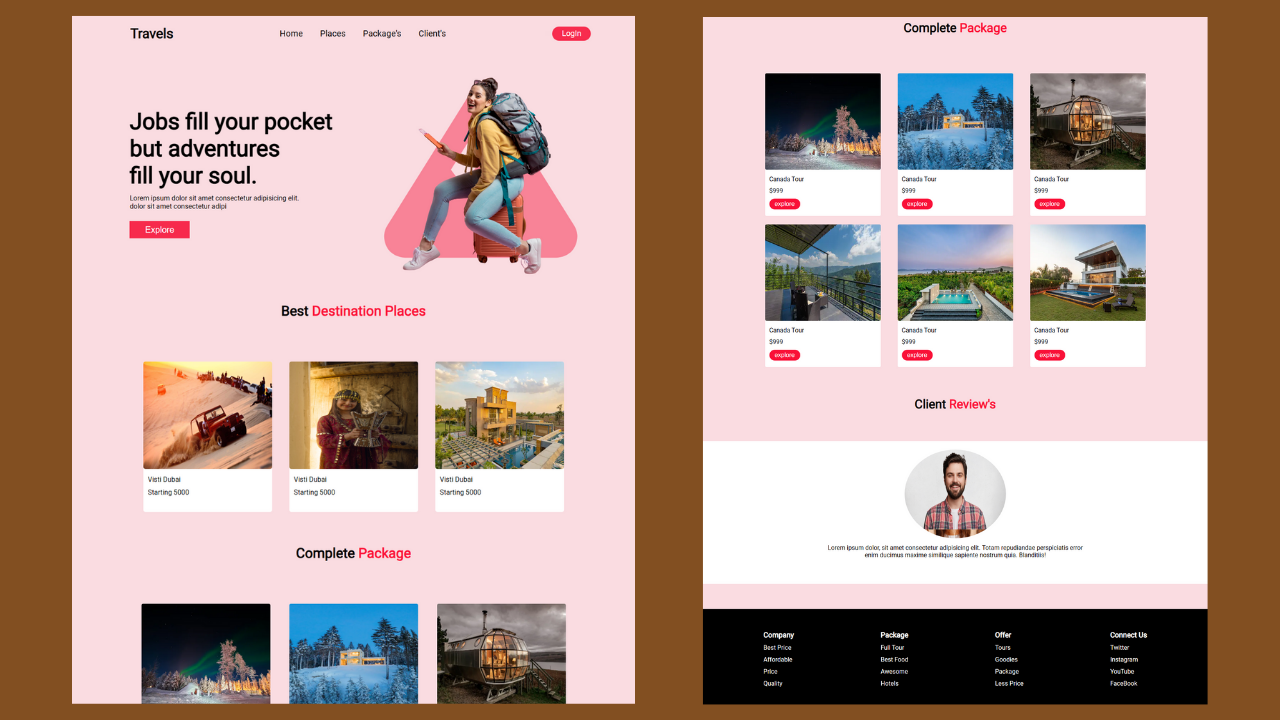 Travels
Home Places Package's Client's
Login
Jobs fill your pocket
but adventures
fill your soul.
Lorem ipsum dolor sit amet consectetur adipisicing elit.
dolor sit amet consectetur adipi
Explore
Best Destination Places
Visti Dubai
Starting 5000
Visti Dubai
Starting 5000
Visti Dubai
Starting 5000
Complete Package
Complete Package
Canada Tour
$999
explore
Canada Tour
$999
explore
Canada Tour
$999
explore
Canada Tour
$999
explore
Canada Tour
$999
explore
Canada Tour
$999
explore
Client Review's
Lorem ipsum dolor, sit amet consectetur adipisicing elit. Totam repudiandae perspiciatis error
enim ducimus maxime similique sapiente nostrum quia. Blanditiis!
Company
Best Price
Affordable
Price
Quality
Package
Full Tour
Best Food
Awesome
Hotels
Offer
Tours
Goodies
Package
Less Price
Connect Us
Twitter
Instagram
YouTube
FaceBook